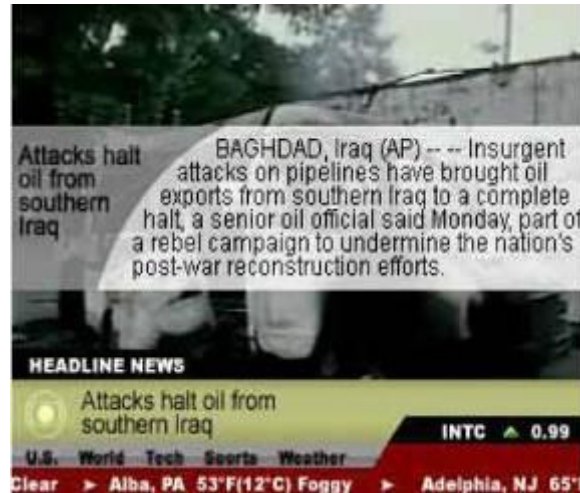 Attacks halt
oil from
southern
Iraq
BAGHDAD, Iraq (AP) -- -- Insurgent
attacks on pipelines have brought oil
exports from southern Iraq to a complete
halt, a senior oil official said Monday, part of
a rebel campaign to undermine the nation's
post-war reconstruction efforts.
HEADLINE NEWS
Attacks halt oil from
southern Iraq
INTC ▲ 0.99
U.S. World Tech Sports Weather
Clear ► Alba, PA 53°F(12°C) Foggy ► Adelphia, NJ 65°